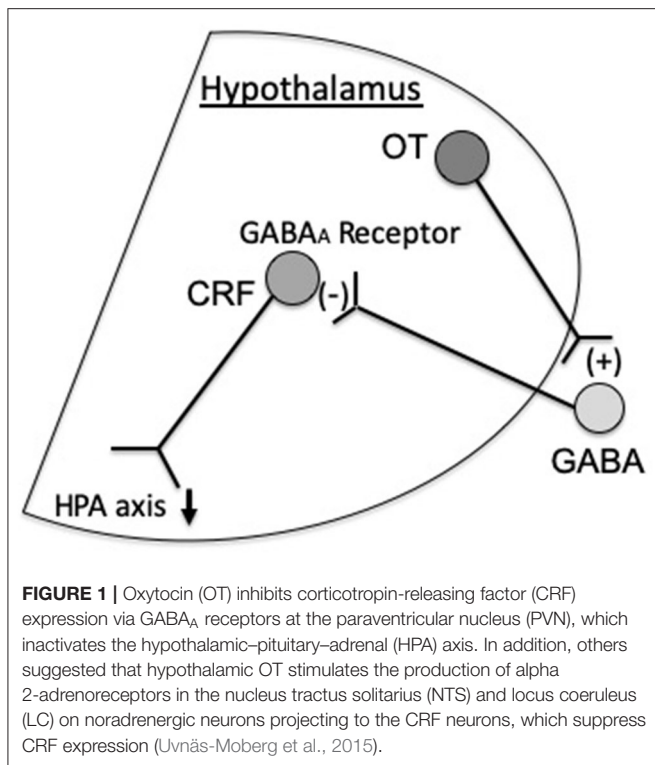 Hypothalamus
OT
GABAA Receptor
CRF
(-)
(+)
GABA
HPA axis
FIGURE 1 | Oxytocin (OT) inhibits corticotropin-releasing factor (CRF)
expression via GABAA receptors at the paraventricular nucleus (PVN), which
inactivates the hypothalamic–pituitary–adrenal (HPA) axis. In addition, others
suggested that hypothalamic OT stimulates the production of alpha
2-adrenoreceptors in the nucleus tractus solitarius (NTS) and locus coeruleus
(LC) on noradrenergic neurons projecting to the CRF neurons, which suppress
CRF expression (Uvnäs-Moberg et al., 2015).